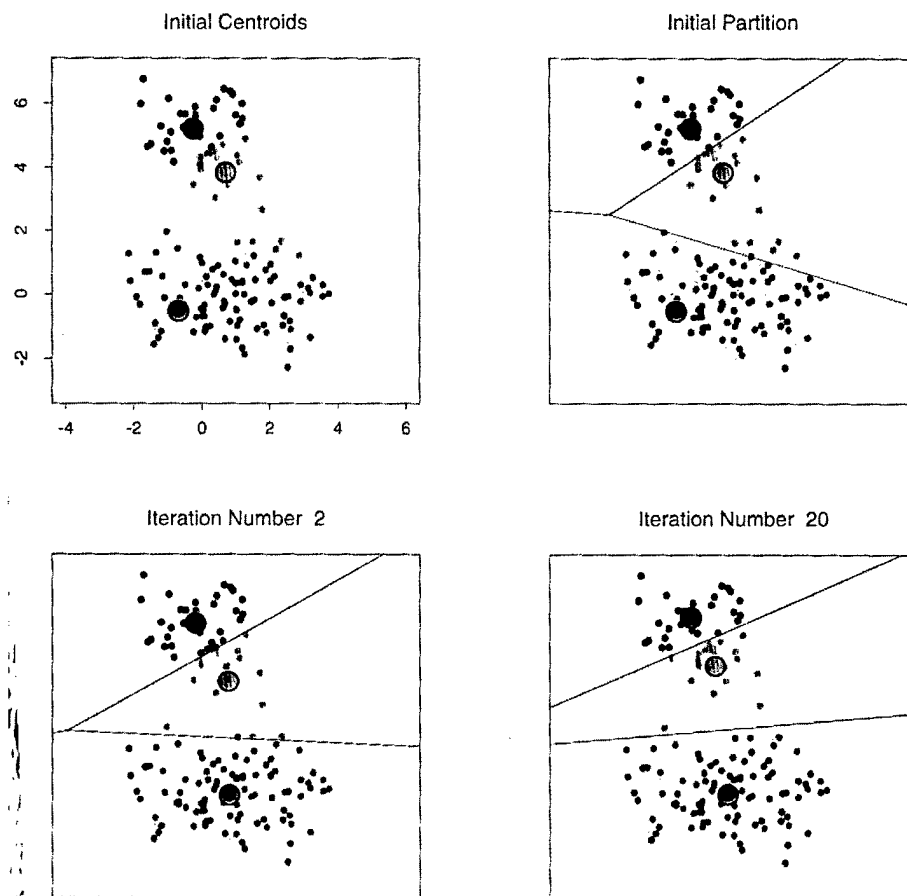 Initial Centroids
Initial Partition
6
4
2
0
-2
-4 -2 0 2 4 6
Iteration Number 2
Iteration Number 20